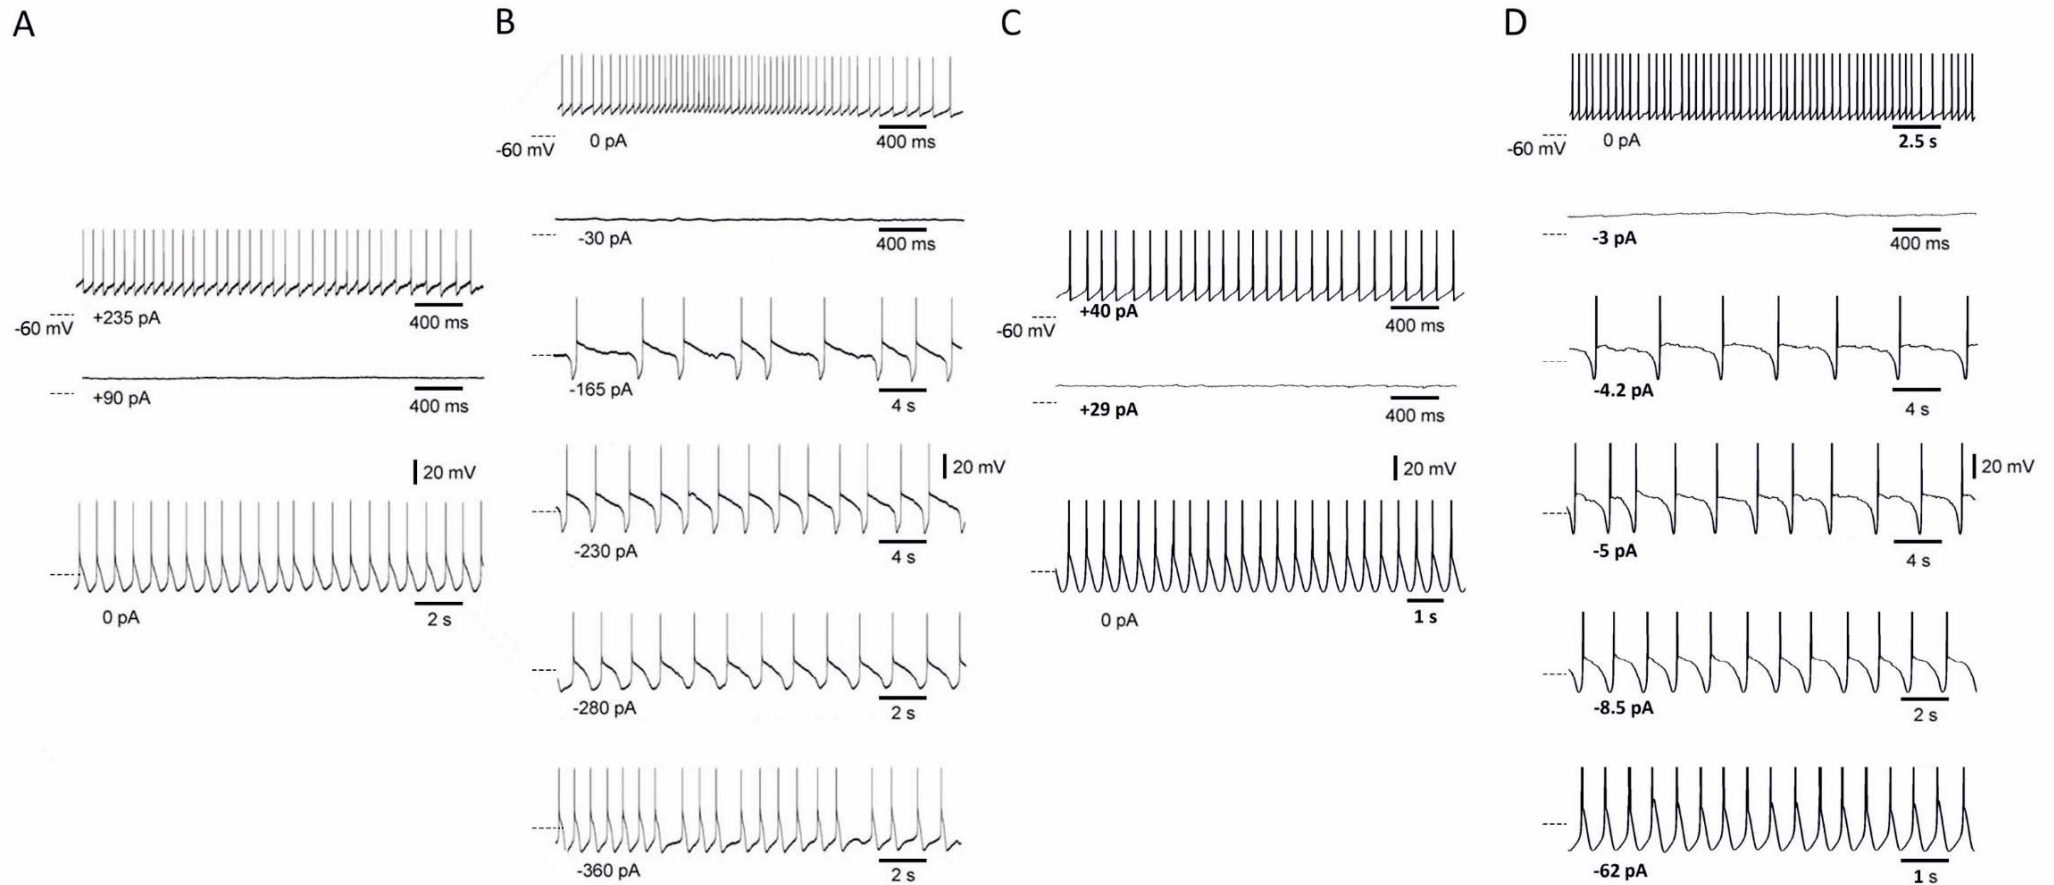 A
+235 pA
400 ms
-60 mV
+90 pA
400 ms
20 mV
0 pA
2 s
B
-60 mV
0 pA
400 ms
-30 pA
400 ms
-165 pA
4 s
20 mV
-230 pA
4 s
-280 pA
2 s
-360 pA
2 s
C
+40 pA
-60 mV
400 ms
+29 pA
400 ms
20 mV
0 pA
1 s
D
-60 mV
0 pA
2.5 s
-3 pA
400 ms
-4.2 pA
4 s
20 mV
-5 pA
4 s
-8.5 pA
2 s
-62 pA
1 s